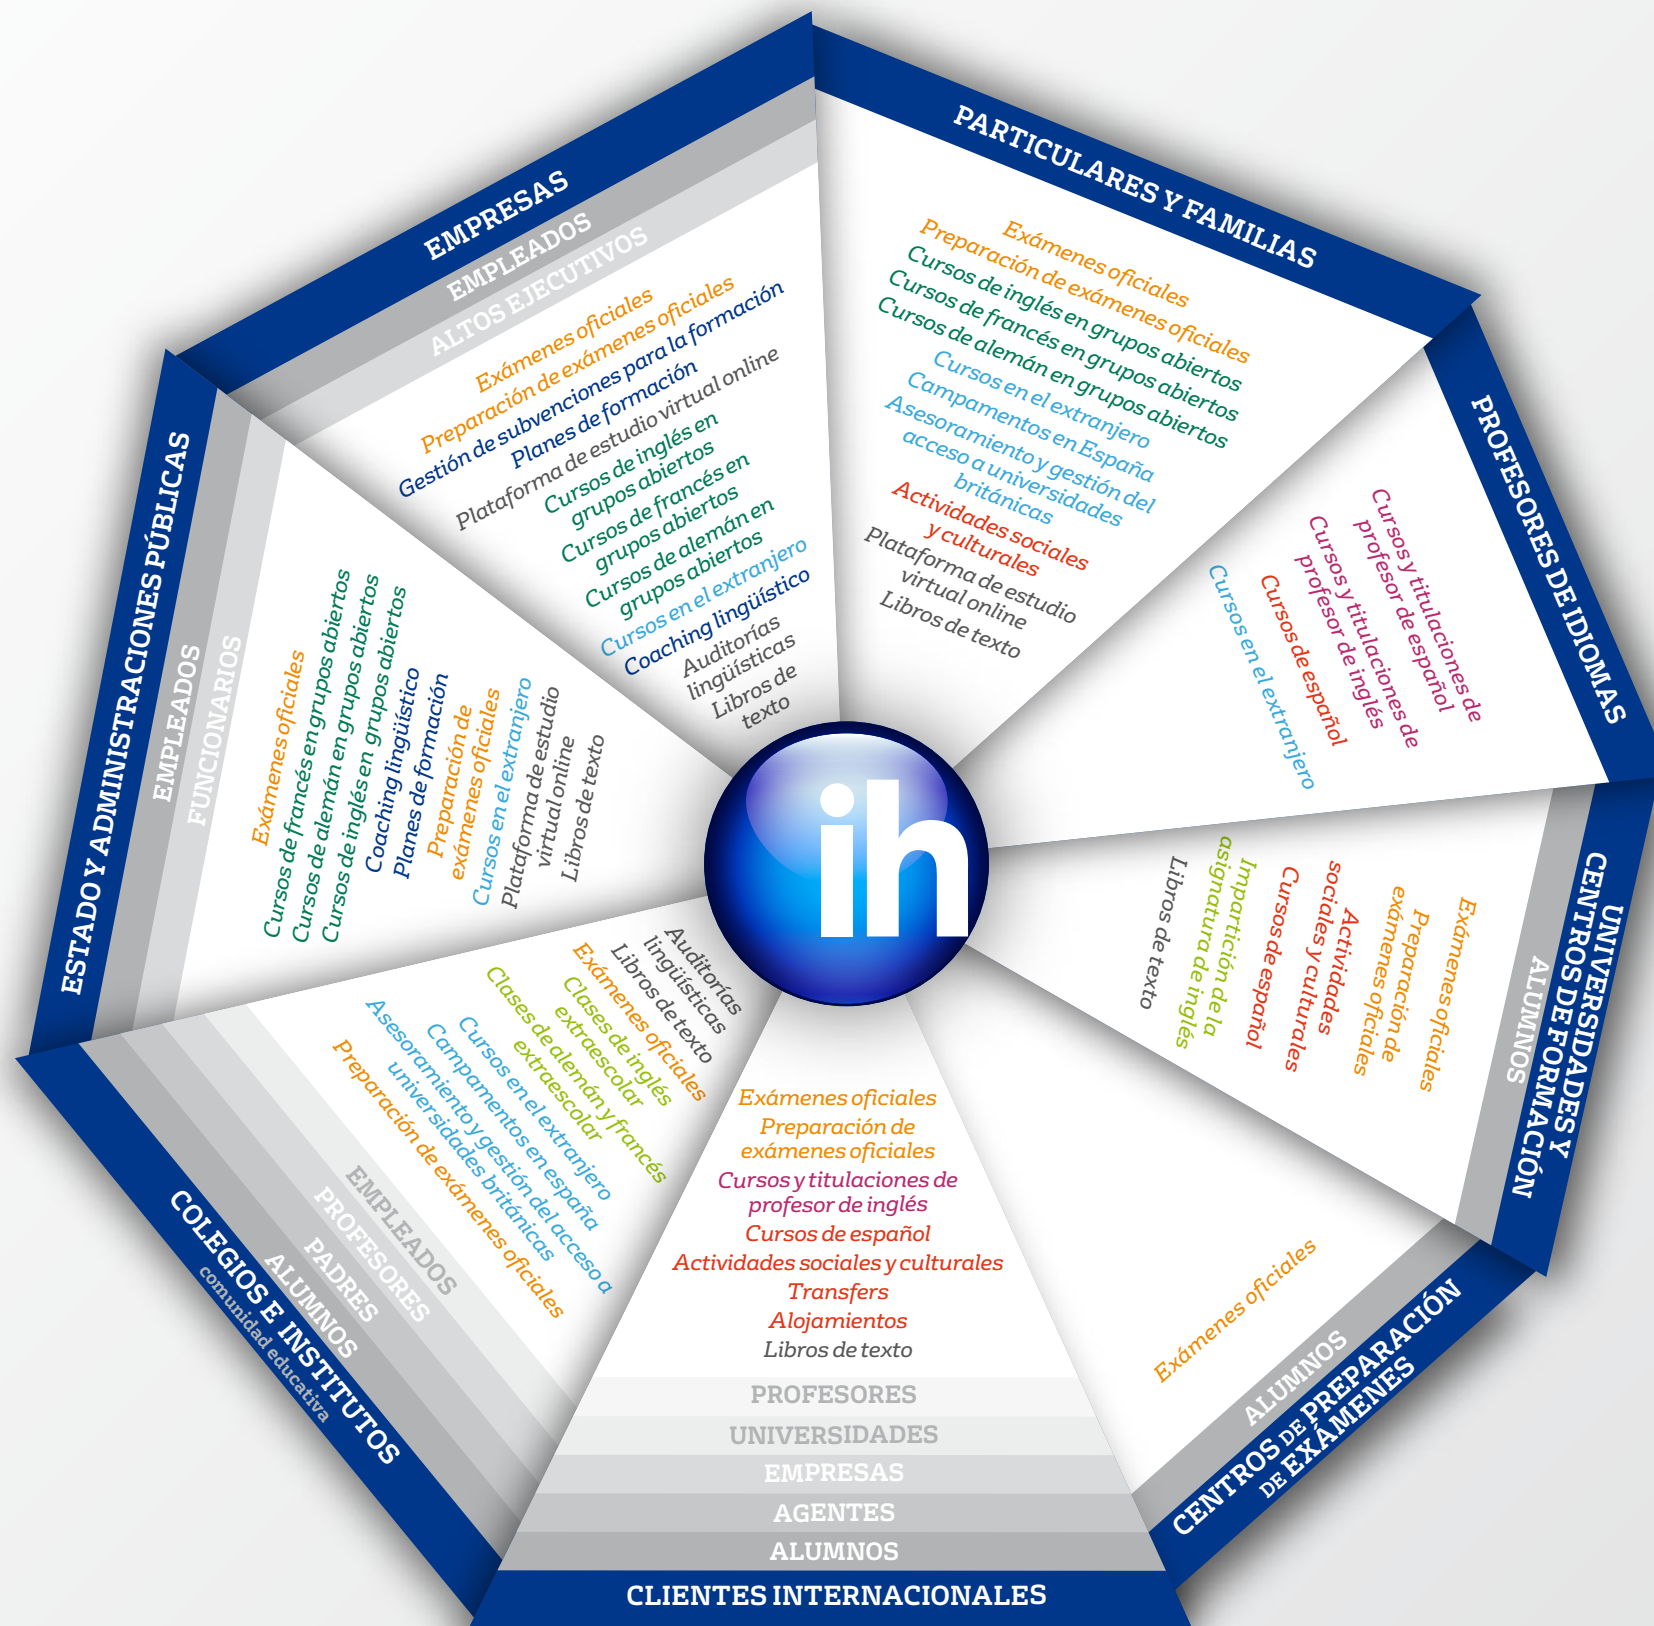 EMPRESAS
EMPLEADOS
ALTOS EJECUTIVOS
Exámenes oficiales
Preparación de exámenes oficiales
Gestión de subvenciones para la formación
Planes de formación
Plataforma de estudio virtual online
Cursos de inglés en
grupos abiertos
Cursos de francés en
grupos abiertos
Cursos de alemán en
grupos abiertos
Cursos en el extranjero
Coaching lingüístico
Auditorías
lingüísticas
Libros de
texto
PARTICULARES Y FAMILIAS
Exámenes oficiales
Preparación de exámenes oficiales
Cursos de inglés en grupos abiertos
Cursos de francés en grupos abiertos
Cursos de alemán en grupos abiertos
Cursos en el extranjero
Campamentos en España
Asesoramiento y gestión del
acceso a universidades
británicas
Actividades sociales
y culturales
Plataforma de estudio
virtual online
Libros de texto
PROFESORES DE IDIOMAS
Cursos y titulaciones de
profesor de español
Cursos y titulaciones de
profesor de inglés
Cursos de español
Cursos en el extranjero
UNIVERSIDADES Y
CENTROS DE FORMACIÓN
ALUMNOS
Exámenes oficiales
Preparación de
exámenes oficiales
Actividades
sociales y culturales
Cursos de español
Impartición de la
asignatura de inglés
Libros de texto
CENTROS DE PREPARACIÓN
DE EXÁMENES
ALUMNOS
Exámenes oficiales
Exámenes oficiales
Preparación de
exámenes oficiales
Cursos y titulaciones de
profesor de inglés
Cursos de español
Actividades sociales y culturales
Transfers
Alojamientos
Libros de texto
PROFESORES
UNIVERSIDADES
EMPRESAS
AGENTES
ALUMNOS
CLIENTES INTERNACIONALES
Auditorías
lingüísticas
Libros de texto
Exámenes oficiales
Clases de inglés
extraescolar
Clases de alemán y francés
extraescolar
Cursos en el extranjero
Campamentos en españa
Asesoramiento y gestión del acceso a
universidades británicas
Preparación de exámenes oficiales
EMPLEADOS
PROFESORES
PADRES
ALUMNOS
COLEGIOS E INSTITUTOS
comunidad educativa
ESTADO Y ADMINISTRACIONES PÚBLICAS
EMPLEADOS
FUNCIONARIOS
Exámenes oficiales
Cursos de francés en grupos abiertos
Cursos de alemán en grupos abiertos
Cursos de inglés en grupos abiertos
Coaching lingüístico
Planes de formación
Preparación de
exámenes oficiales
Cursos en el extranjero
Plataforma de estudio
virtual online
Libros de texto
ih